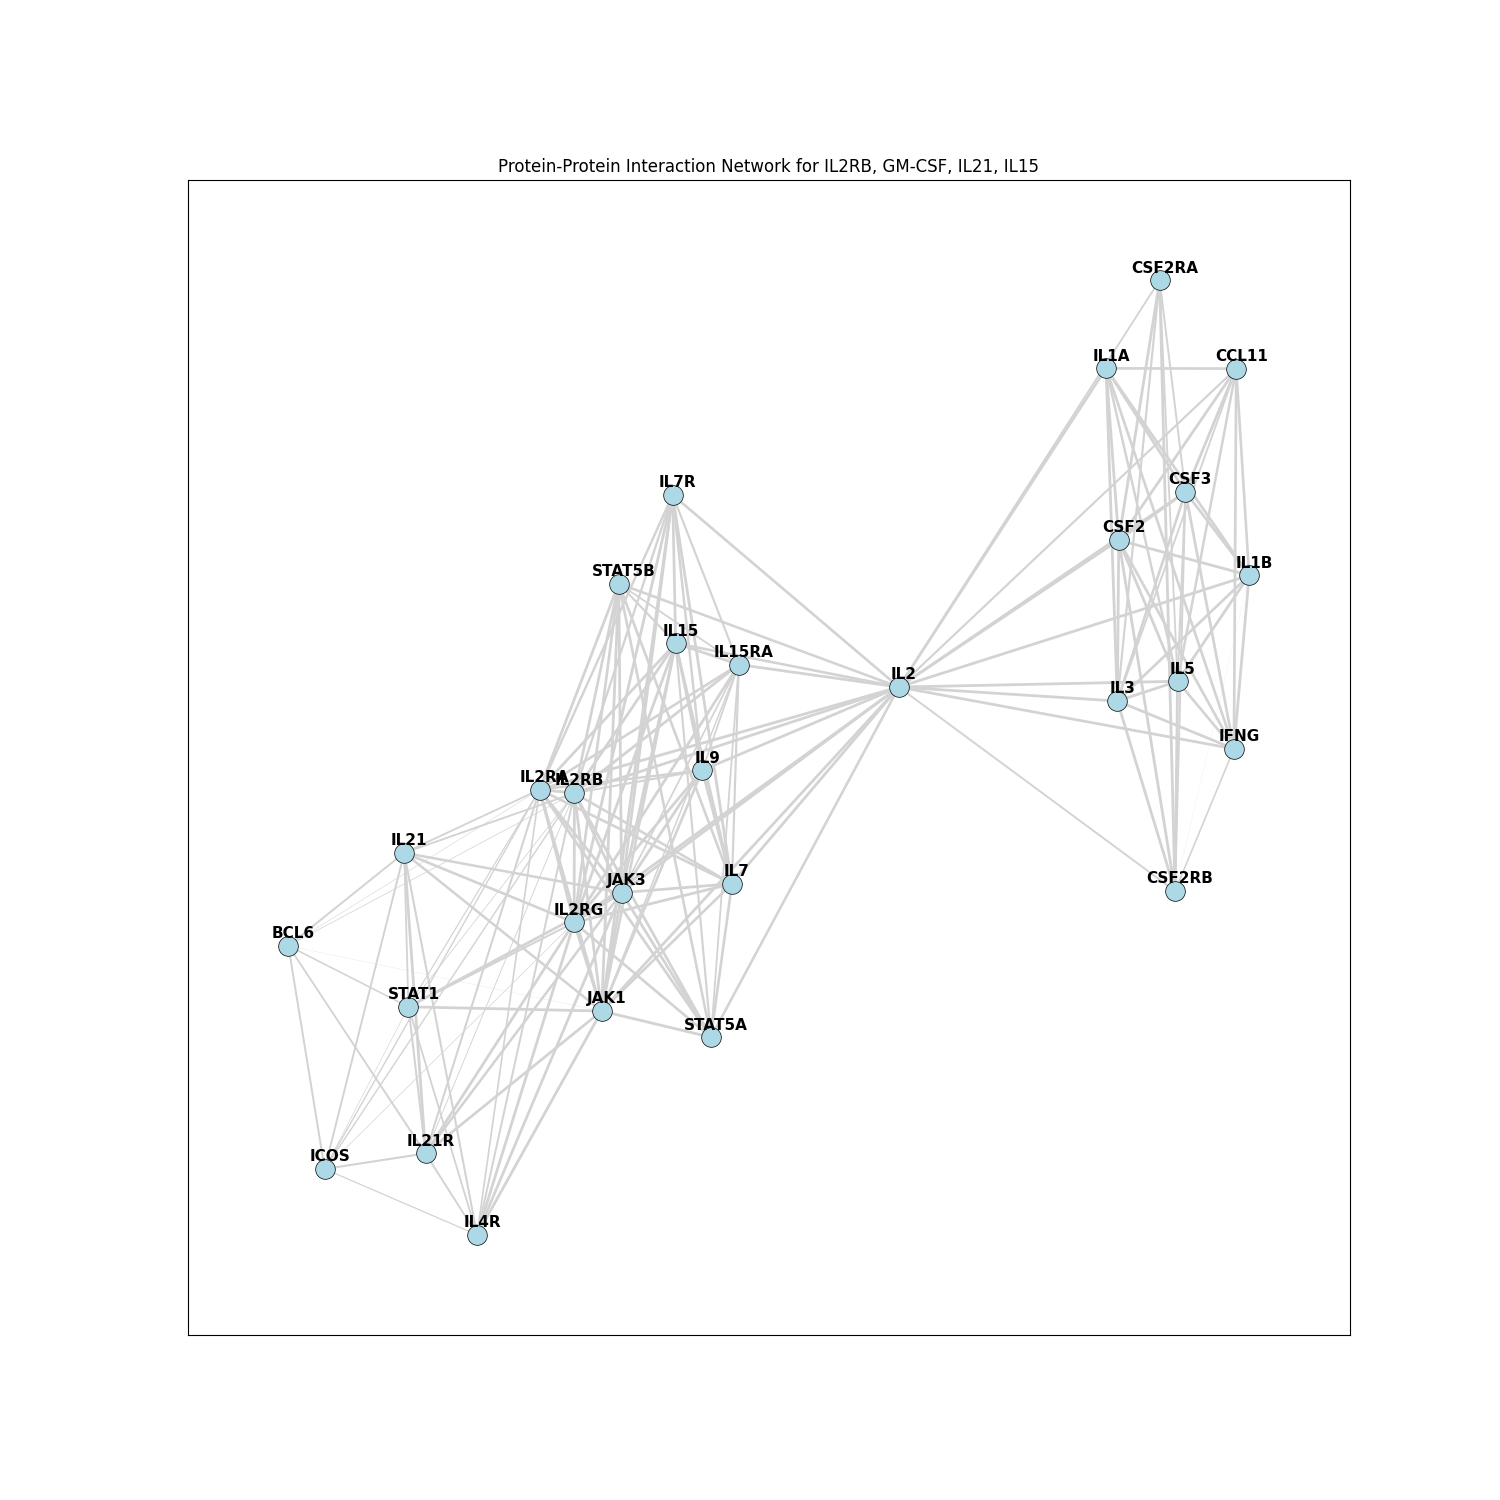 Protein-Protein Interaction Network for IL2RB, GM-CSF, IL21, IL15
CSF2RA
IL1A
CCL11
CSF3
IL7R
CSF2
IL1B
STAT5B
IL15
IL15RA
IL2
IL5
IL3
IFNG
IL9
IL2RA
IL2RB
IL21
IL7
JAK3
CSF2RB
IL2RG
BCL6
STAT1
JAK1
STAT5A
IL21R
ICOS
IL4R